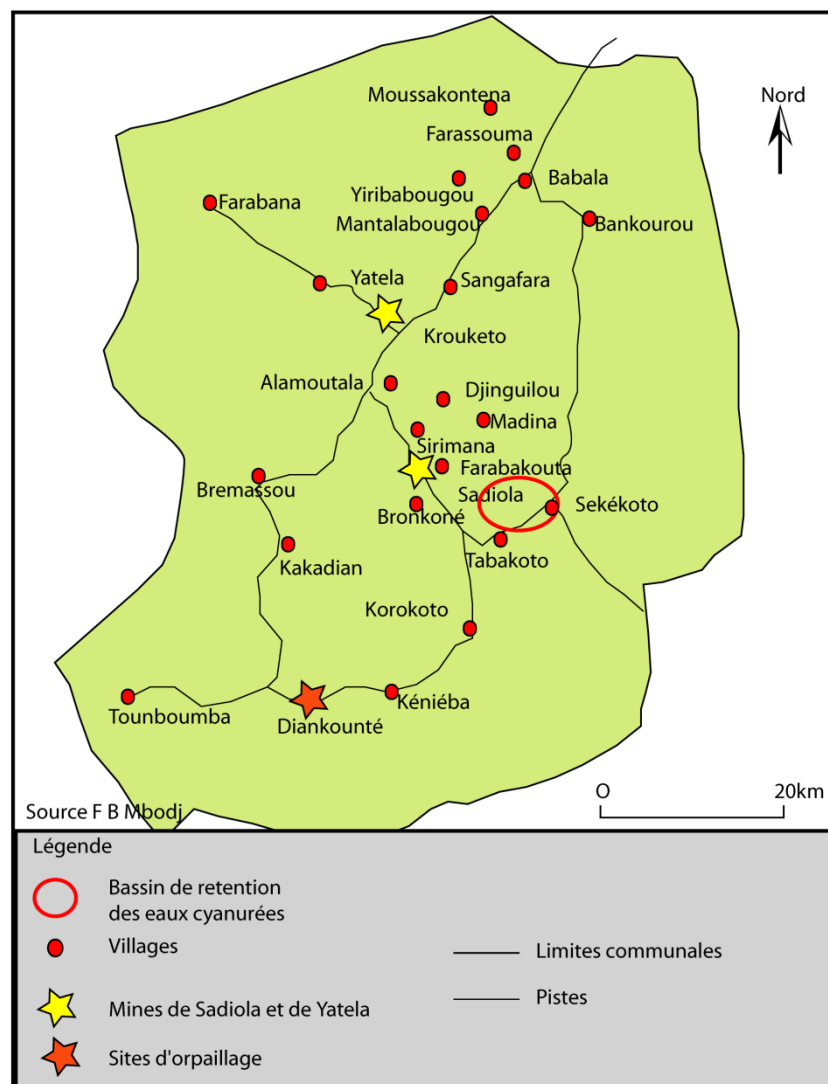 Moussakontena
Nord
Farassouma
Babala
Yiribabougou
Farabana
Mantalabougou
Bankourou
Yatela
Sangafara
Krouketo
Alamoutala
Djinguilou
Madina
Sirimana
Farabakouta
Bremassou
Sadiola
Sekékoto
Bronkoné
Tabakoto
Kakadian
Korokoto
Tounboumba
Kéniéba
Diankounté
O 20km
Source F B Mbodj
Légende
Bassin de retention
des eaux cyanurées
Villages
Limites communales
Mines de Sadiola et de Yatela
Pistes
Sites d'orpaillage